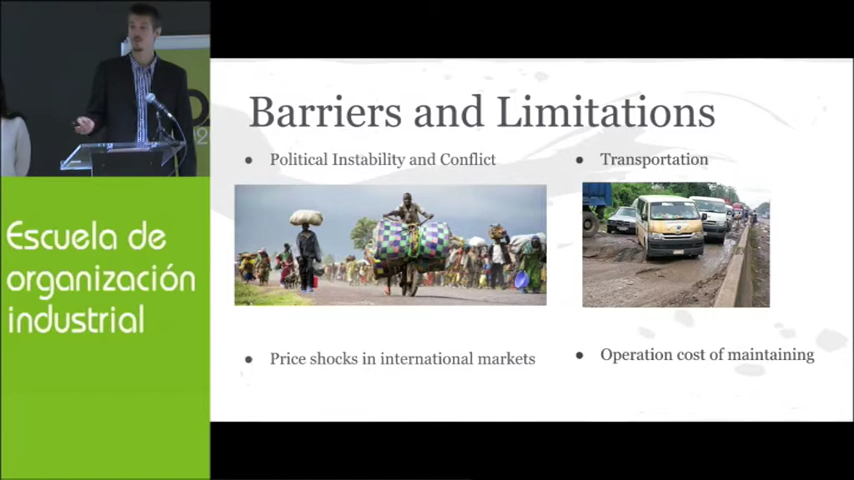 Barriers and Limitations
● Political Instability and Conflict
● Transportation
● Price shocks in international markets
● Operation cost of maintaining
Escuela de
organización
industrial